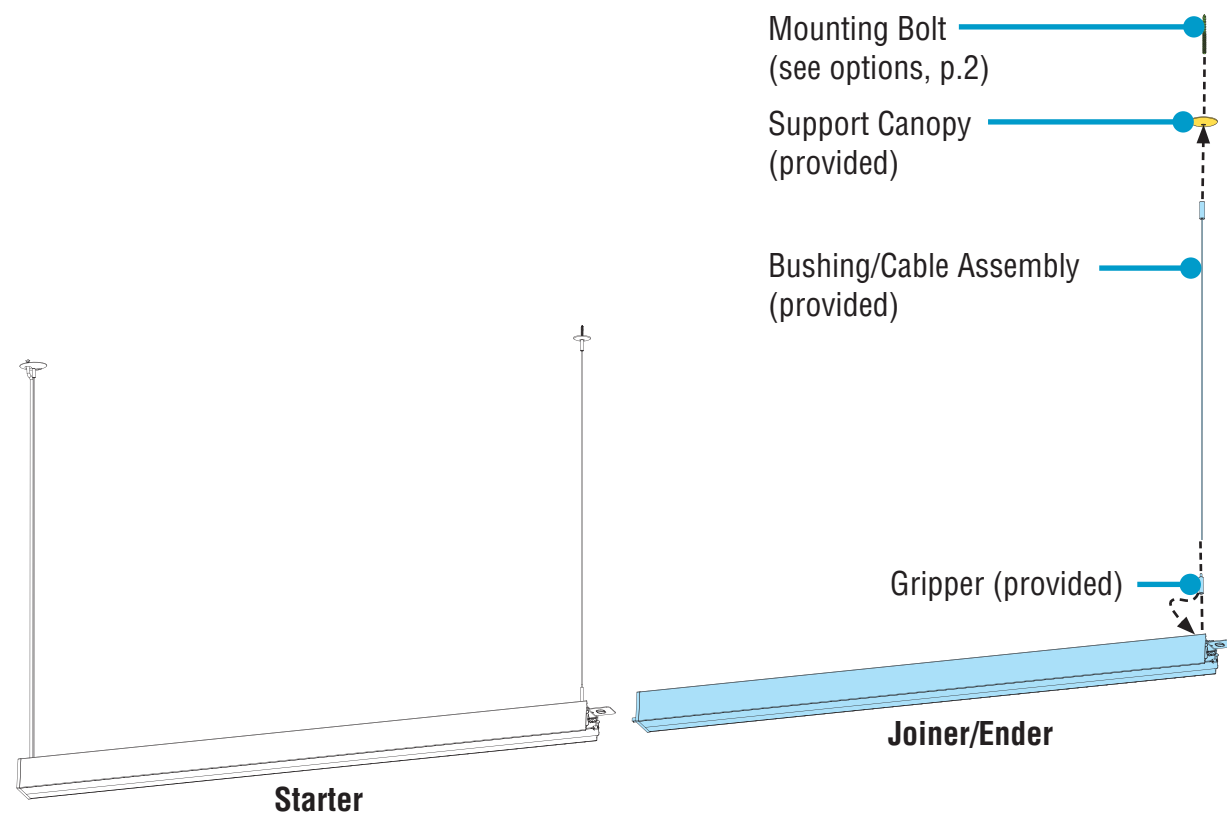 Mounting Bolt
(see options, p.2)
Support Canopy
(provided)
Bushing/Cable Assembly
(provided)
Gripper (provided)
Joiner/Ender
Starter